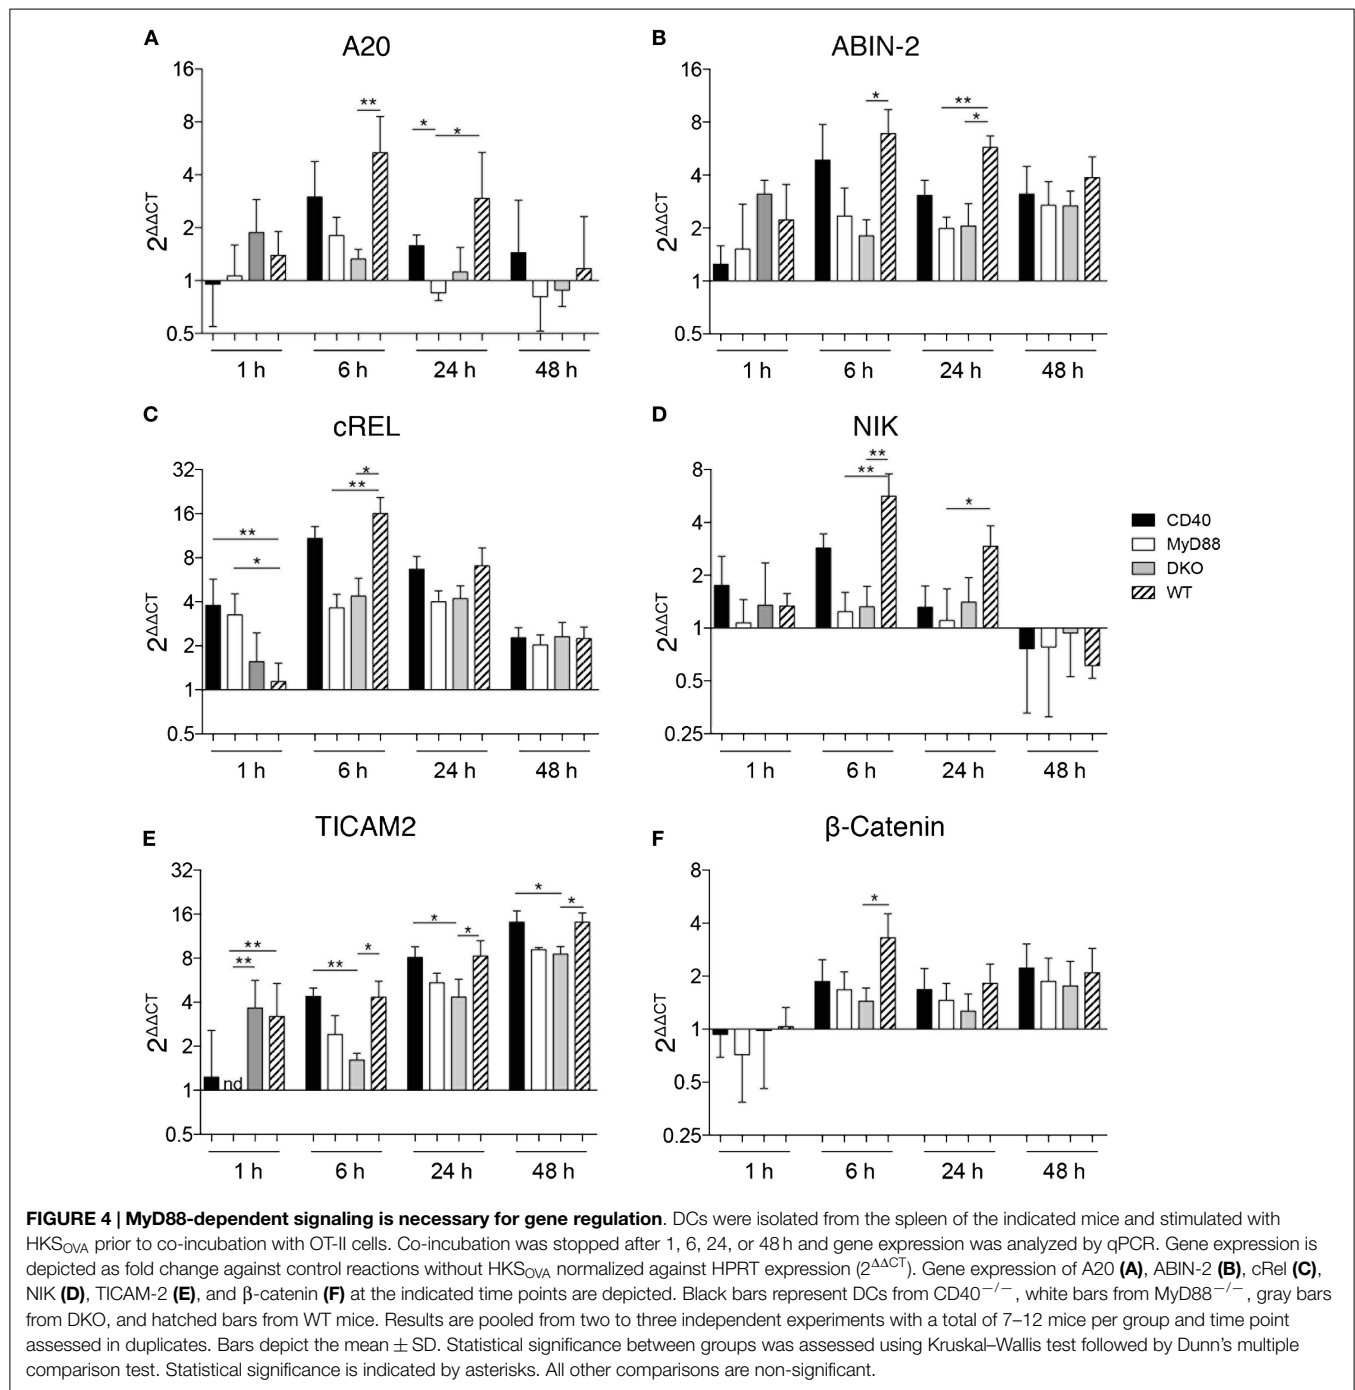 A
A20
16
8
4
2
1
0.5
2ΔΔCT
**
*
*
1 h
6 h
24 h
48 h
B
ABIN-2
16
8
4
2
1
0.5
2ΔΔCT
*
**
*
1 h
6 h
24 h
48 h
C
cREL
32
16
8
4
2
1
0.5
2ΔΔCT
**
*
*
**
1 h
6 h
24 h
48 h
D
NIK
8
4
2
1
0.5
0.25
2ΔΔCT
**
**
*
1 h
6 h
24 h
48 h
CD40
MyD88
DKO
WT
E
TICAM2
32
16
8
4
2
1
0.5
2ΔΔCT
**
**
nd
**
*
*
*
*
*
1 h
6 h
24 h
48 h
F
β-Catenin
8
4
2
1
0.5
0.25
2ΔΔCT
*
1 h
6 h
24 h
48 h
FIGURE 4 | MyD88-dependent signaling is necessary for gene regulation. DCs were isolated from the spleen of the indicated mice and stimulated with
HKSOVA prior to co-incubation with OT-II cells. Co-incubation was stopped after 1, 6, 24, or 48 h and gene expression was analyzed by qPCR. Gene expression is
depicted as fold change against control reactions without HKSOVA normalized against HPRT expression (2ΔΔCT). Gene expression of A20 (A), ABIN-2 (B), cRel (C),
NIK (D), TICAM-2 (E), and β-catenin (F) at the indicated time points are depicted. Black bars represent DCs from CD40−/−, white bars from MyD88−/−, gray bars
from DKO, and hatched bars from WT mice. Results are pooled from two to three independent experiments with a total of 7–12 mice per group and time point
assessed in duplicates. Bars depict the mean ± SD. Statistical significance between groups was assessed using Kruskal–Wallis test followed by Dunn's multiple
comparison test. Statistical significance is indicated by asterisks. All other comparisons are non-significant.